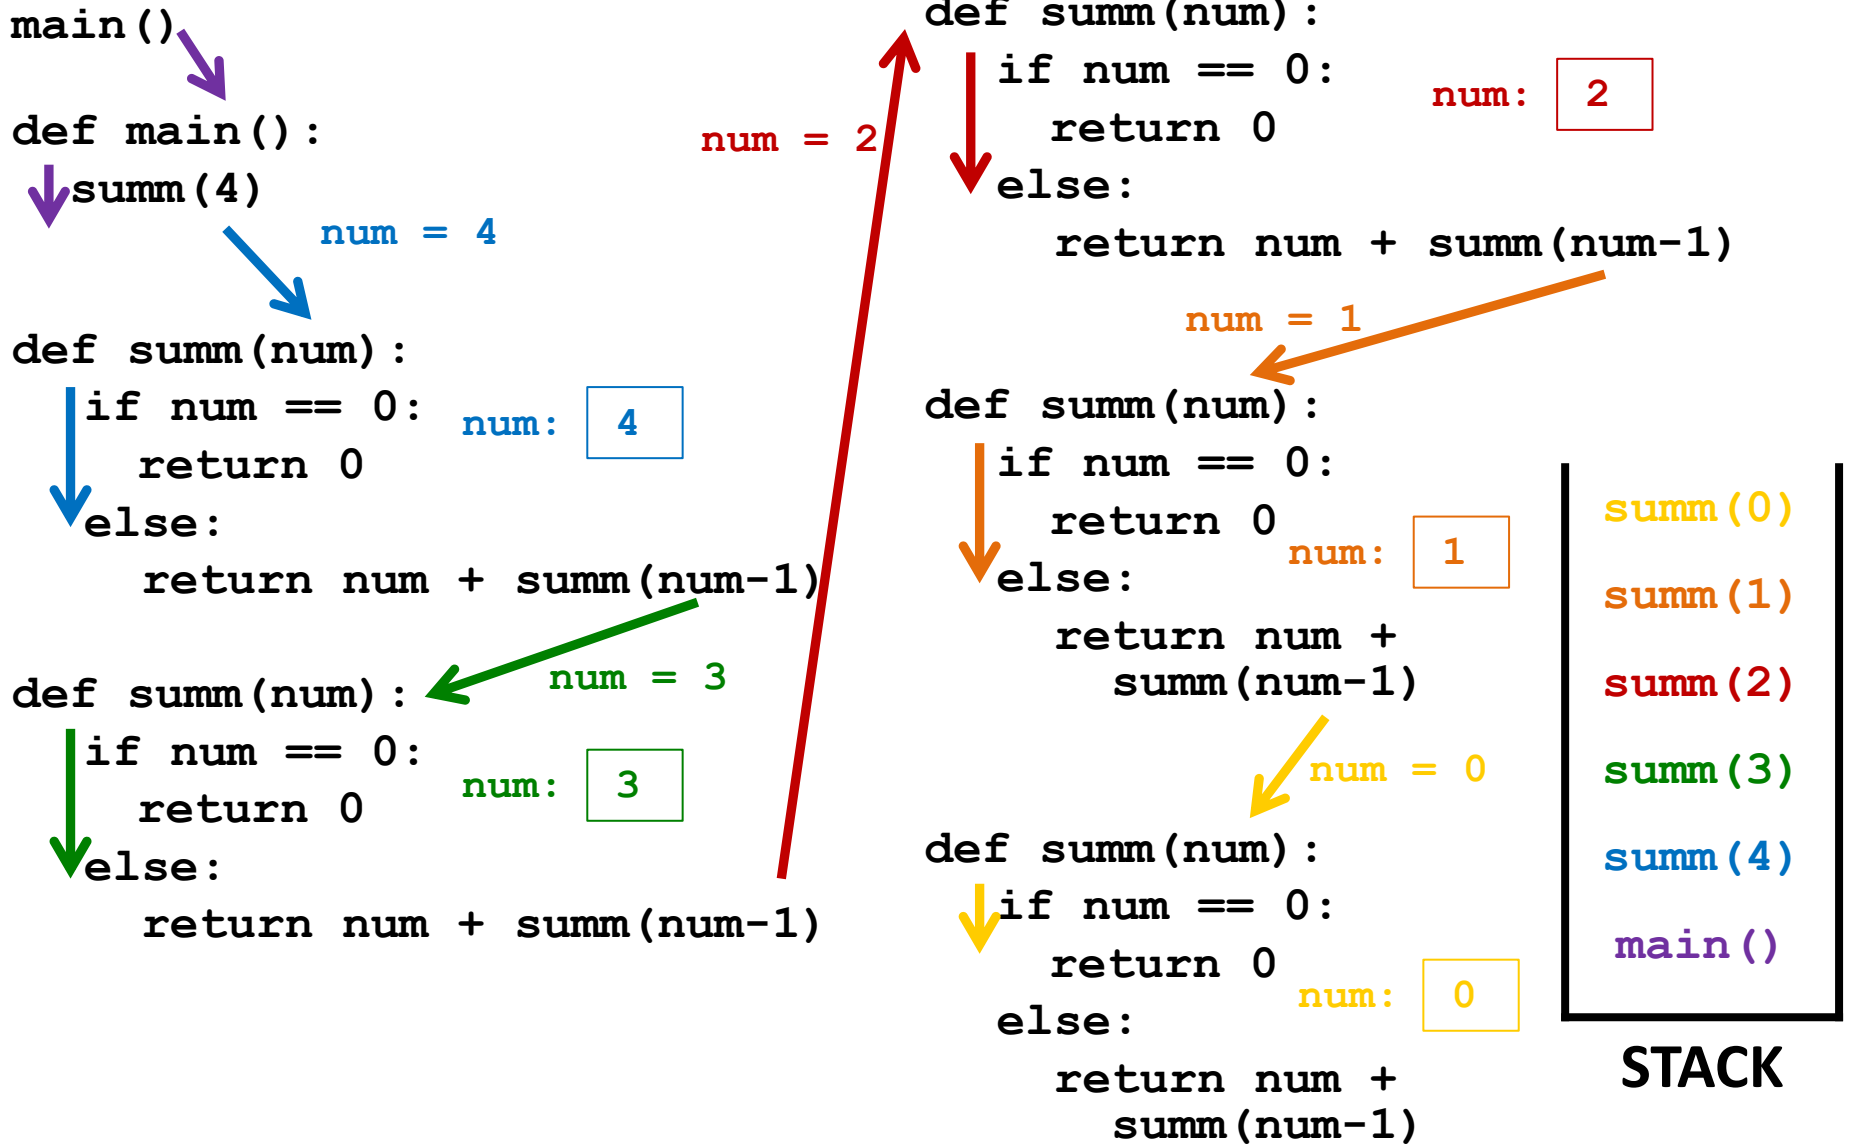 main()
def main():
summ(4)
num = 4
def summ(num):
if num == 0:
num: 4
return 0
else:
return num + summ(num-1)
num = 3
def summ(num):
if num == 0:
num: 3
return 0
else:
return num + summ(num-1)
num = 2
def summ(num):
if num == 0:
num: 2
return 0
else:
return num + summ(num-1)
num = 1
def summ(num):
if num == 0:
return 0
num: 1
else:
return num +
summ(num-1)
num = 0
def summ(num):
if num == 0:
return 0
num: 0
else:
return num +
summ(num-1)
summ(0)
summ(1)
summ(2)
summ(3)
summ(4)
main()
STACK